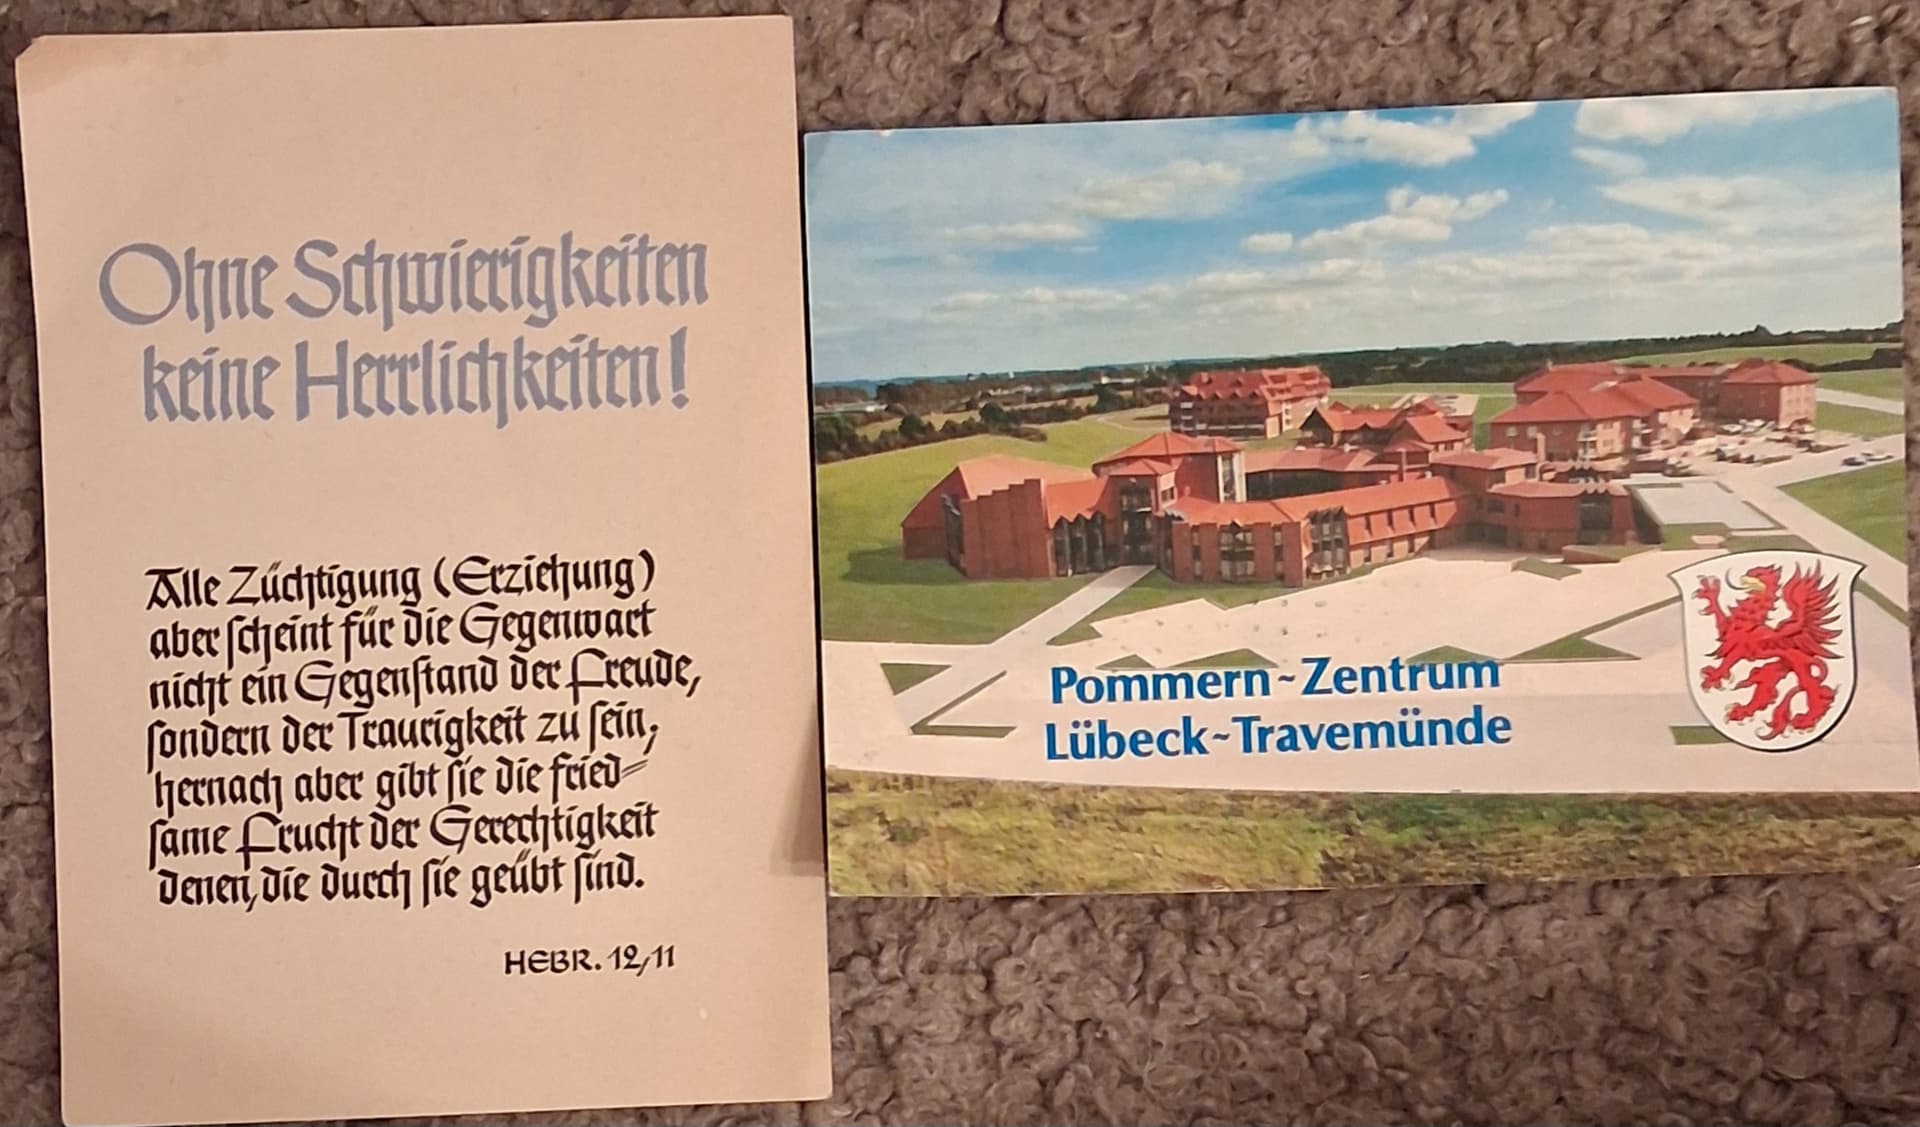 Ohne Schwierigkeiten
keine Herrlichkeiten!
Alle Züchtigung (Erziehung)
aber scheint für die Gegenwart
nicht ein Gegenstand der Freude,
sondern der Traurigkeit zu sein;
hernach aber gibt sie die fried=
same Frucht der Gerechtigkeit
denen, die durch sie geübt sind.
HEBR. 12,11
Pommern~Zentrum
Lübeck~Travemünde